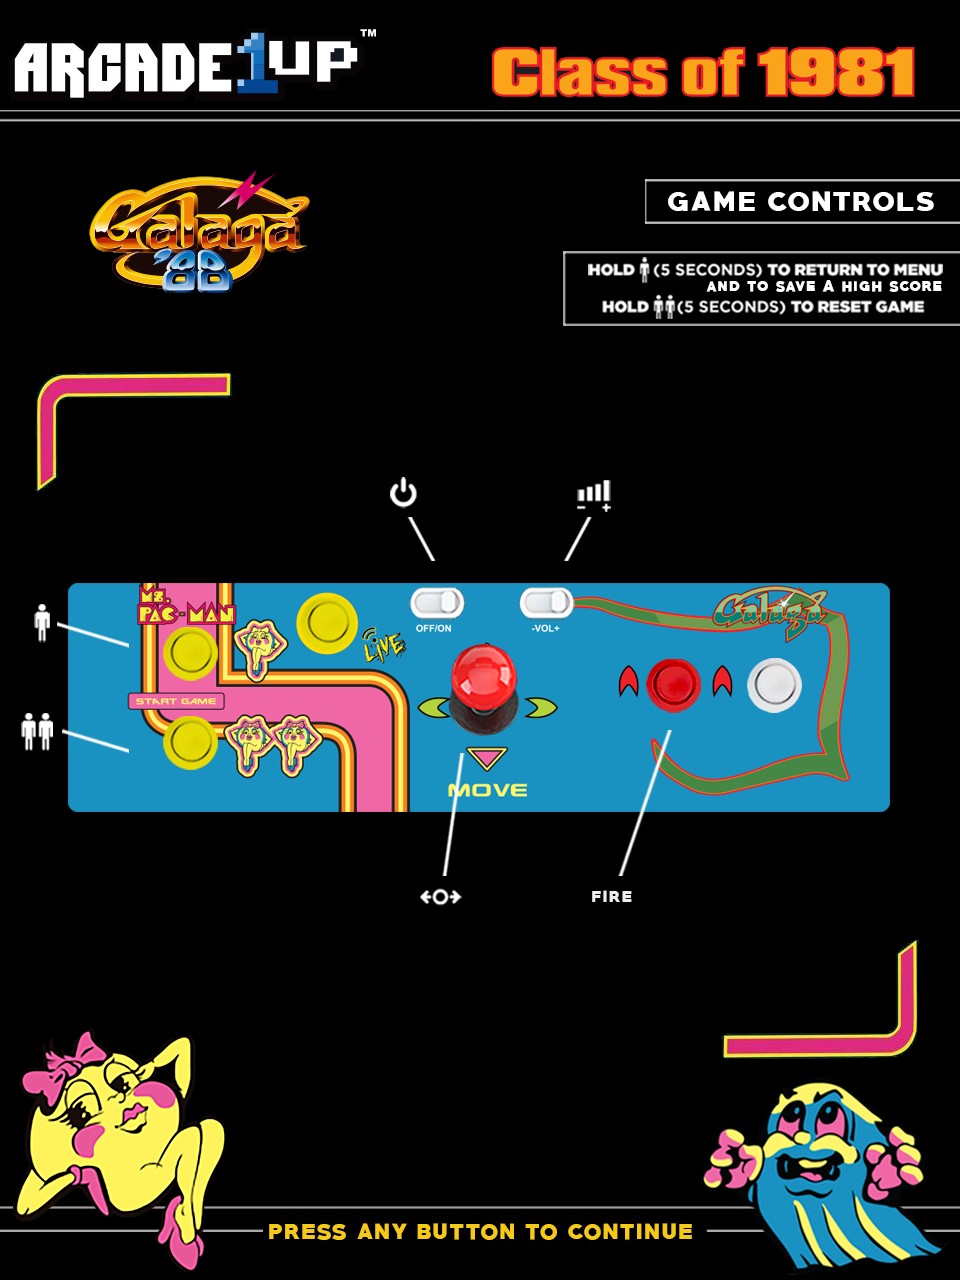 ARCADE1UP™
Class of 1981
Galaga
'88
GAME CONTROLS
HOLD (5 SECONDS) TO RETURN TO MENU
AND TO SAVE A HIGH SCORE
HOLD (5 SECONDS) TO RESET GAME
- +
MS.
PAC-MAN
LIVE
OFF/ON
-VOL+
Galaga
START GAME
MOVE
FIRE
PRESS ANY BUTTON TO CONTINUE